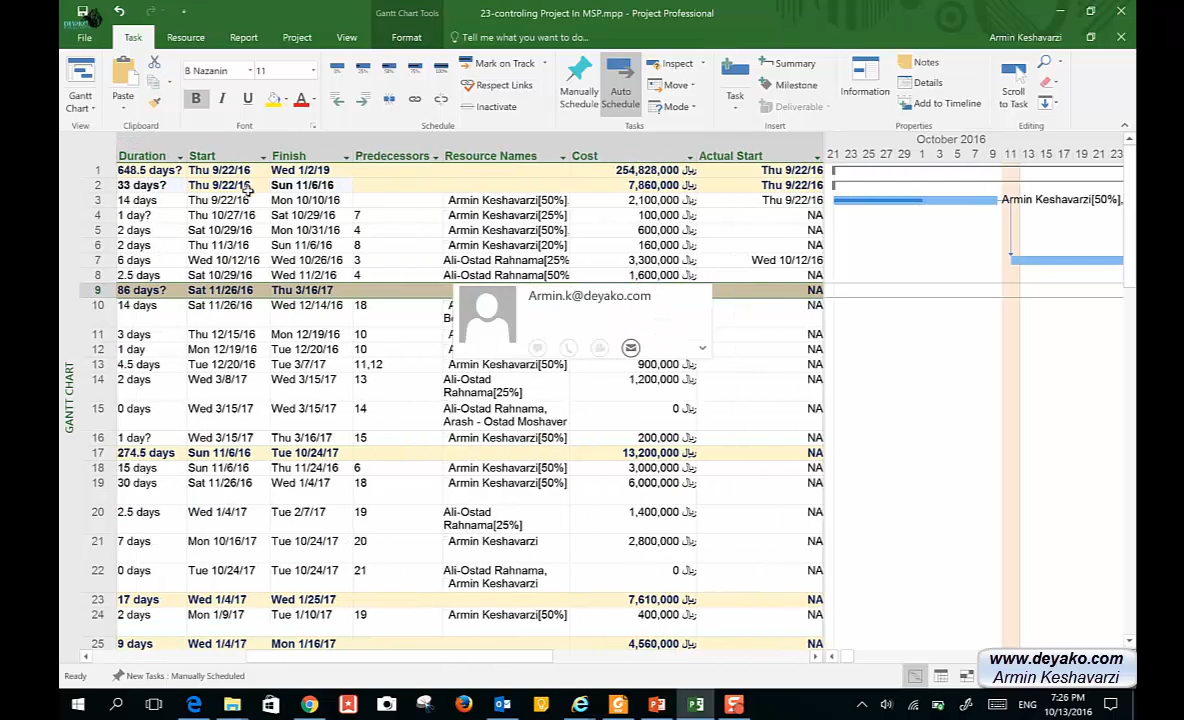 DEYAKO
Gantt Chart Tools
23-controling Project In MSP.mpp - Project Professional
File
Task
Resource
Report
Project
View
Format
Tell me what you want to do...
Armin Keshavarzi
Gantt Chart
View
Paste
Clipboard
B Nazanin
11
B I U A
Font
0% 25% 50% 75% 100%
Mark on Track
Respect Links
Inactivate
Schedule
Manually Schedule
Auto Schedule
Inspect
Move
Mode
Tasks
Task
Summary
Milestone
Deliverable
Insert
Information
Notes
Details
Add to Timeline
Properties
Scroll to Task
Editing
Duration Start Finish Predecessors Resource Names Cost Actual Start
October 2016
21 23 25 27 29 1 3 5 7 9 11 13 15 17 19 21 23
1 648.5 days? Thu 9/22/16 Wed 1/2/19 254,828,000 ریال Thu 9/22/16
2 33 days? Thu 9/22/16 Sun 11/6/16 7,860,000 ریال Thu 9/22/16
3 14 days Thu 9/22/16 Mon 10/10/16 Armin Keshavarzi[50%] 2,100,000 ریال Thu 9/22/16 Armin Keshavarzi[50%],
4 1 day? Thu 10/27/16 Sat 10/29/16 7 Armin Keshavarzi[50%] 100,000 ریال NA
5 2 days Sat 10/29/16 Mon 10/31/16 4 Armin Keshavarzi[50%] 600,000 ریال NA
6 2 days Thu 11/3/16 Sun 11/6/16 8 Armin Keshavarzi[20%] 160,000 ریال NA
7 6 days Wed 10/12/16 Wed 10/26/16 3 Ali-Ostad Rahnama[25% 3,300,000 ریال Wed 10/12/16
8 2.5 days Sat 10/29/16 Wed 11/2/16 4 Ali-Ostad Rahnama[50% 1,600,000 ریال NA
9 86 days? Sat 11/26/16 Thu 3/16/17 NA
Armin.k@deyako.com
10 14 days Sat 11/26/16 Wed 12/14/16 18 NA
11 3 days Thu 12/15/16 Mon 12/19/16 10 NA
12 1 day Mon 12/19/16 Tue 12/20/16 10 NA
13 4.5 days Tue 12/20/16 Tue 3/7/17 11,12 Armin Keshavarzi[50%] 900,000 ریال NA
14 2 days Wed 3/8/17 Wed 3/15/17 13 Ali-Ostad 1,200,000 ریال NA
Rahnama[25%]
15 0 days Wed 3/15/17 Wed 3/15/17 14 Ali-Ostad Rahnama, 0 ریال NA
Arash - Ostad Moshaver
16 1 day? Wed 3/15/17 Thu 3/16/17 15 Armin Keshavarzi[50%] 200,000 ریال NA
17 274.5 days Sun 11/6/16 Tue 10/24/17 13,200,000 ریال NA
18 15 days Sun 11/6/16 Thu 11/24/16 6 Armin Keshavarzi[50%] 3,000,000 ریال NA
19 30 days Sat 11/26/16 Wed 1/4/17 18 Armin Keshavarzi[50%] 6,000,000 ریال NA
20 2.5 days Wed 1/4/17 Tue 2/7/17 19 Ali-Ostad 1,400,000 ریال NA
Rahnama[25%]
21 7 days Mon 10/16/17 Tue 10/24/17 20 Armin Keshavarzi 2,800,000 ریال NA
22 0 days Tue 10/24/17 Tue 10/24/17 21 Ali-Ostad Rahnama, 0 ریال NA
Armin Keshavarzi
23 17 days Wed 1/4/17 Wed 1/25/17 7,610,000 ریال NA
24 2 days Mon 1/9/17 Tue 1/10/17 19 Armin Keshavarzi[50%] 400,000 ریال NA
25 9 days Wed 1/4/17 Mon 1/16/17 4,560,000 ریال NA
GANTT CHART
Ready
New Tasks : Manually Scheduled
www.deyako.com
Armin Keshavarzi
ENG
7:26 PM
10/13/2016